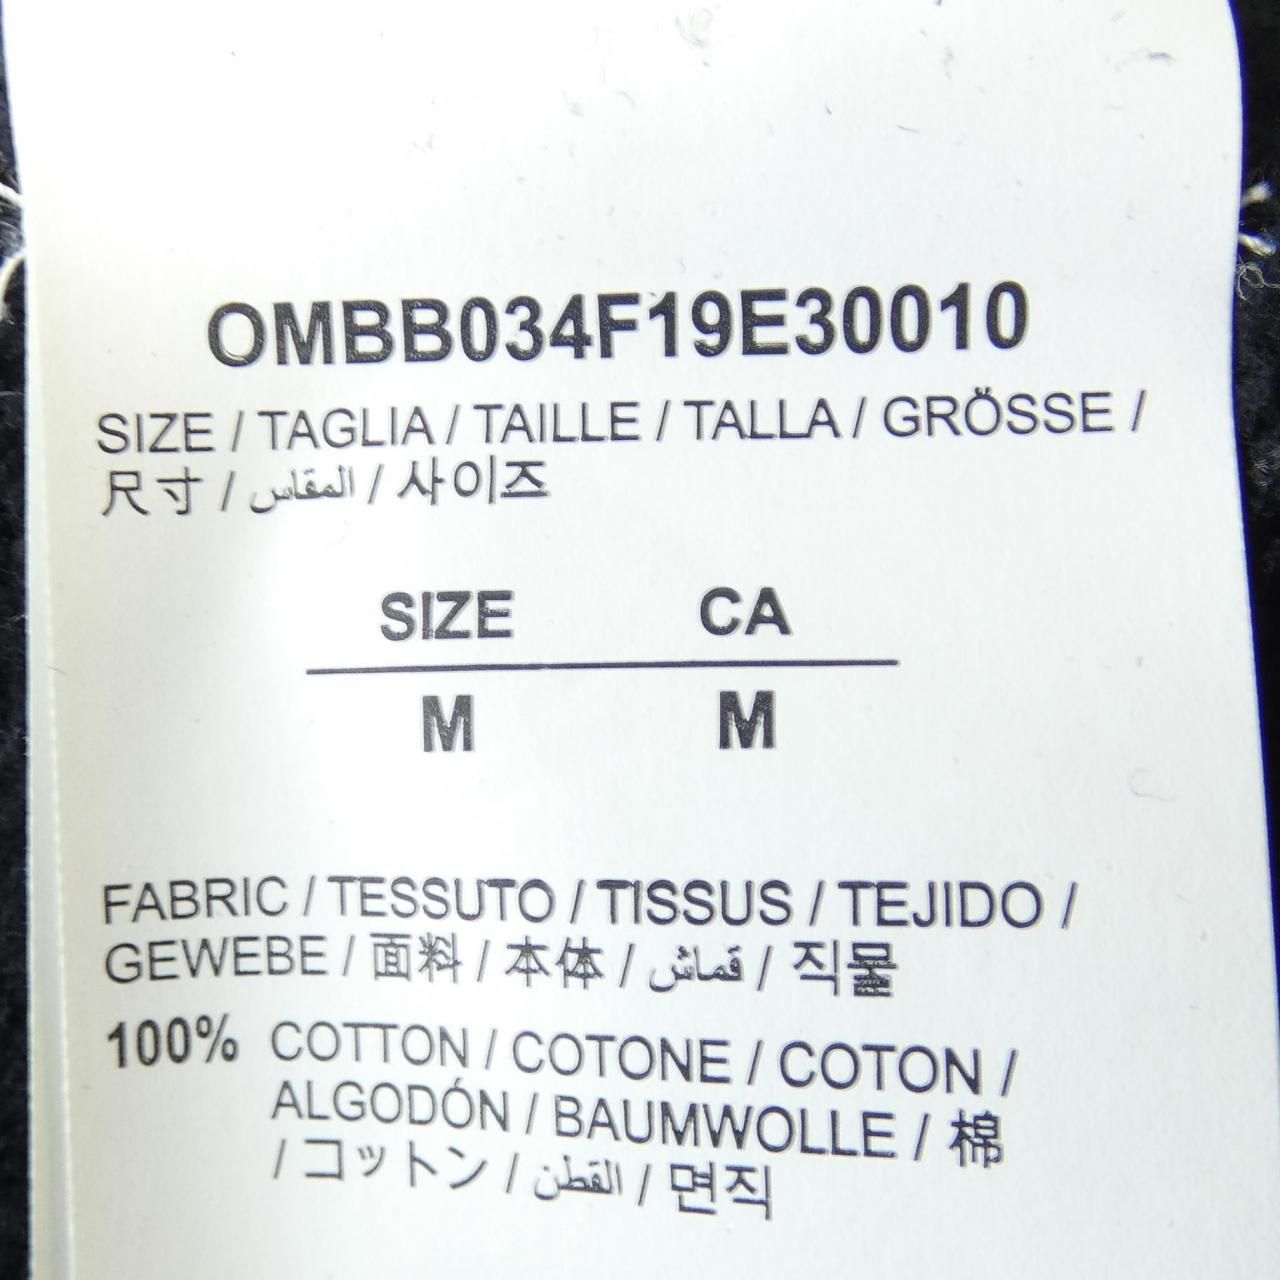 OMBB034F19E30010
SIZE / TAGLIA / TAILLE / TALLA / GRÖSSE /
尺寸 / المقاس / 사이즈
SIZE CA
M M
FABRIC / TESSUTO / TISSUS / TEJIDO /
GEWEBE / 面料 / 本体 / قماش / 직물
100% COTTON / COTONE / COTON /
ALGODÓN / BAUMWOLLE / 棉
/ コットン / القطن / 면직